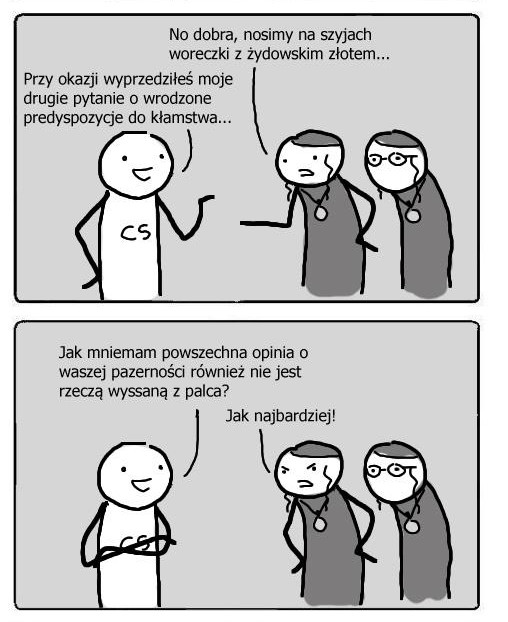 No dobra, nosimy na szyjach
woreczki z żydowskim złotem...
Przy okazji wyprzedziłeś moje
drugie pytanie o wrodzone
predyspozycje do kłamstwa...
CS
Jak mniemam powszechna opinia o
waszej pazerności również nie jest
rzeczą wyssaną z palca?
Jak najbardziej!
CS